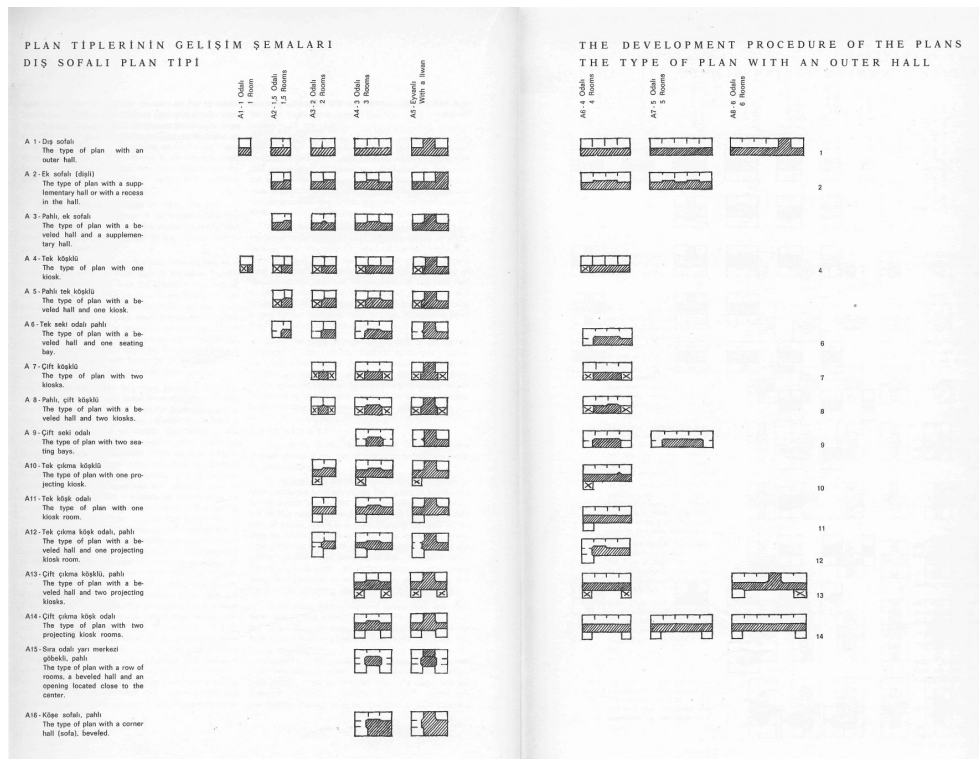 PLAN TİPLERİNİN GELİŞİM ŞEMALARI
DIŞ SOFALI PLAN TİPİ
A1 - 1 Odalı
1 Room
A2 - 1,5 Odalı
1,5 Rooms
A3 - 2 Odalı
2 Rooms
A4 - 3 Odalı
3 Rooms
A5 - Eyvanlı
With a liwan
A 1 - Dış sofalı
The type of plan with an
outer hall.
A 2 - Ek sofalı (dişli)
The type of plan with a supp-
lementary hall or with a recess
in the hall.
A 3 - Pahlı, ek sofalı
The type of plan with a be-
veled hall and a supplemen-
tary hall.
A 4 - Tek köşklü
The type of plan with one
kiosk.
A 5 - Pahlı tek köşklü
The type of plan with a be-
veled hall and one kiosk.
A 6 - Tek seki odalı pahlı
The type of plan with a be-
veled hall and one seating
bay.
A 7 - Çift köşklü
The type of plan with two
kiosks.
A 8 - Pahlı, çift köşklü
The type of plan with a be-
veled hall and two kiosks.
A 9 - Çift seki odalı
The type of plan with two sea-
ting bays.
A10 - Tek çıkma köşklü
The type of plan with one pro-
jecting kiosk.
A11 - Tek köşk odalı
The type of plan with one
kiosk room.
A12 - Tek çıkma köşk odalı, pahlı
The type of plan with a be-
veled hall and one projecting
kiosk room.
A13 - Çift çıkma köşklü, pahlı
The type of plan with a be-
veled hall and two projecting
kiosks.
A14 - Çift çıkma köşk odalı
The type of plan with two
projecting kiosk rooms.
A15 - Sıra odalı yarı merkezi
göbekli, pahlı
The type of plan with a row of
rooms, a beveled hall and an
opening located close to the
center.
A16 - Köşe sofalı, pahlı
The type of plan with a corner
hall (sofa), beveled.
THE DEVELOPMENT PROCEDURE OF THE PLANS
THE TYPE OF PLAN WITH AN OUTER HALL
A6 - 4 Odalı
4 Rooms
A7 - 5 Odalı
5 Rooms
A8 - 6 Odalı
6 Rooms
1
2
4
6
7
8
9
10
11
12
13
14